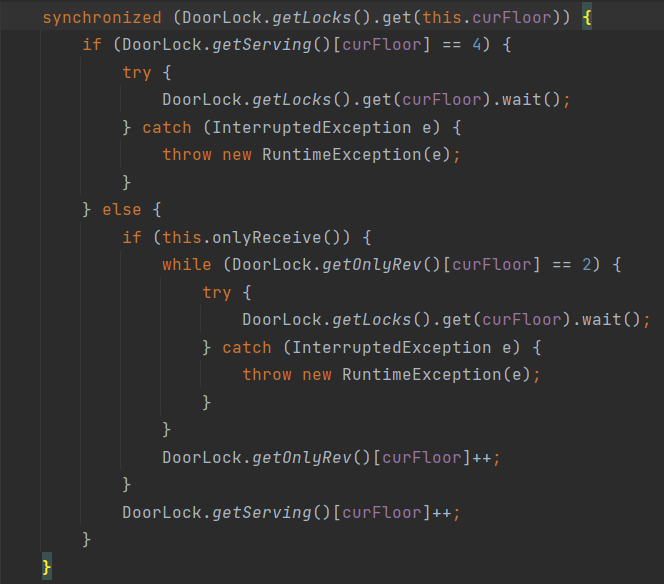 synchronized (DoorLock.getLocks().get(this.curFloor)) {
if (DoorLock.getServing()[curFloor] == 4) {
try {
DoorLock.getLocks().get(curFloor).wait();
} catch (InterruptedException e) {
throw new RuntimeException(e);
}
} else {
if (this.onlyReceive()) {
while (DoorLock.getOnlyRev()[curFloor] == 2) {
try {
DoorLock.getLocks().get(curFloor).wait();
} catch (InterruptedException e) {
throw new RuntimeException(e);
}
}
DoorLock.getOnlyRev()[curFloor]++;
}
DoorLock.getServing()[curFloor]++;
}
}